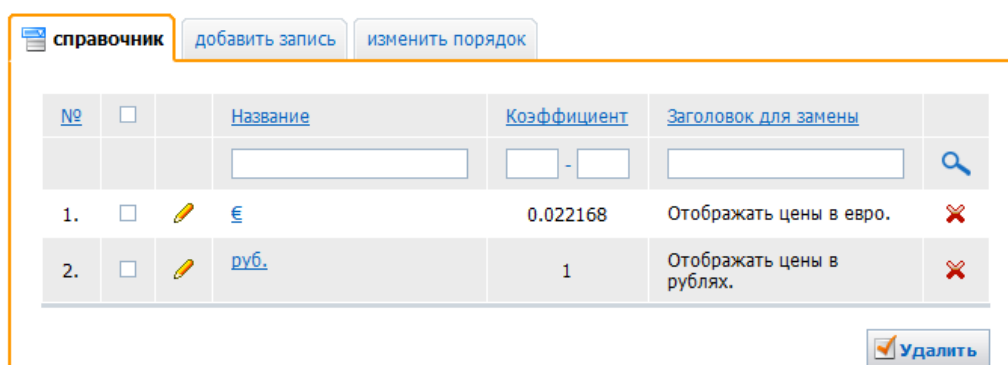 справочник добавить запись изменить порядок
№ Название Коэффициент Заголовок для замены
-
1. € 0.022168 Отображать цены в евро.
2. руб. 1 Отображать цены в
рублях.
Удалить